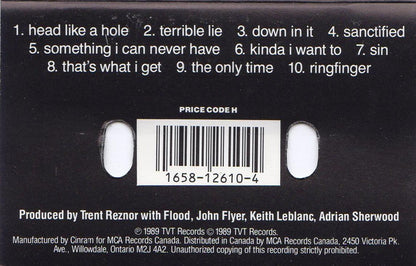 1. head like a hole 2. terrible lie 3. down in it 4. sanctified
5. something i can never have 6. kinda i want to 7. sin
8. that's what i get 9. the only time 10. ringfinger
PRICE CODE H
1658-12610-4
Produced by Trent Reznor with Flood, John Flyer, Keith Leblanc, Adrian Sherwood
℗ 1989 TVT Records © 1989 TVT Records.
Manufactured by Cinram for MCA Records Canada. Distributed in Canada by MCA Records Canada, 2450 Victoria Pk.
Ave., Willowdale, Ontario M2J 4A2. Unauthorized copying of this recording strictly prohibited.